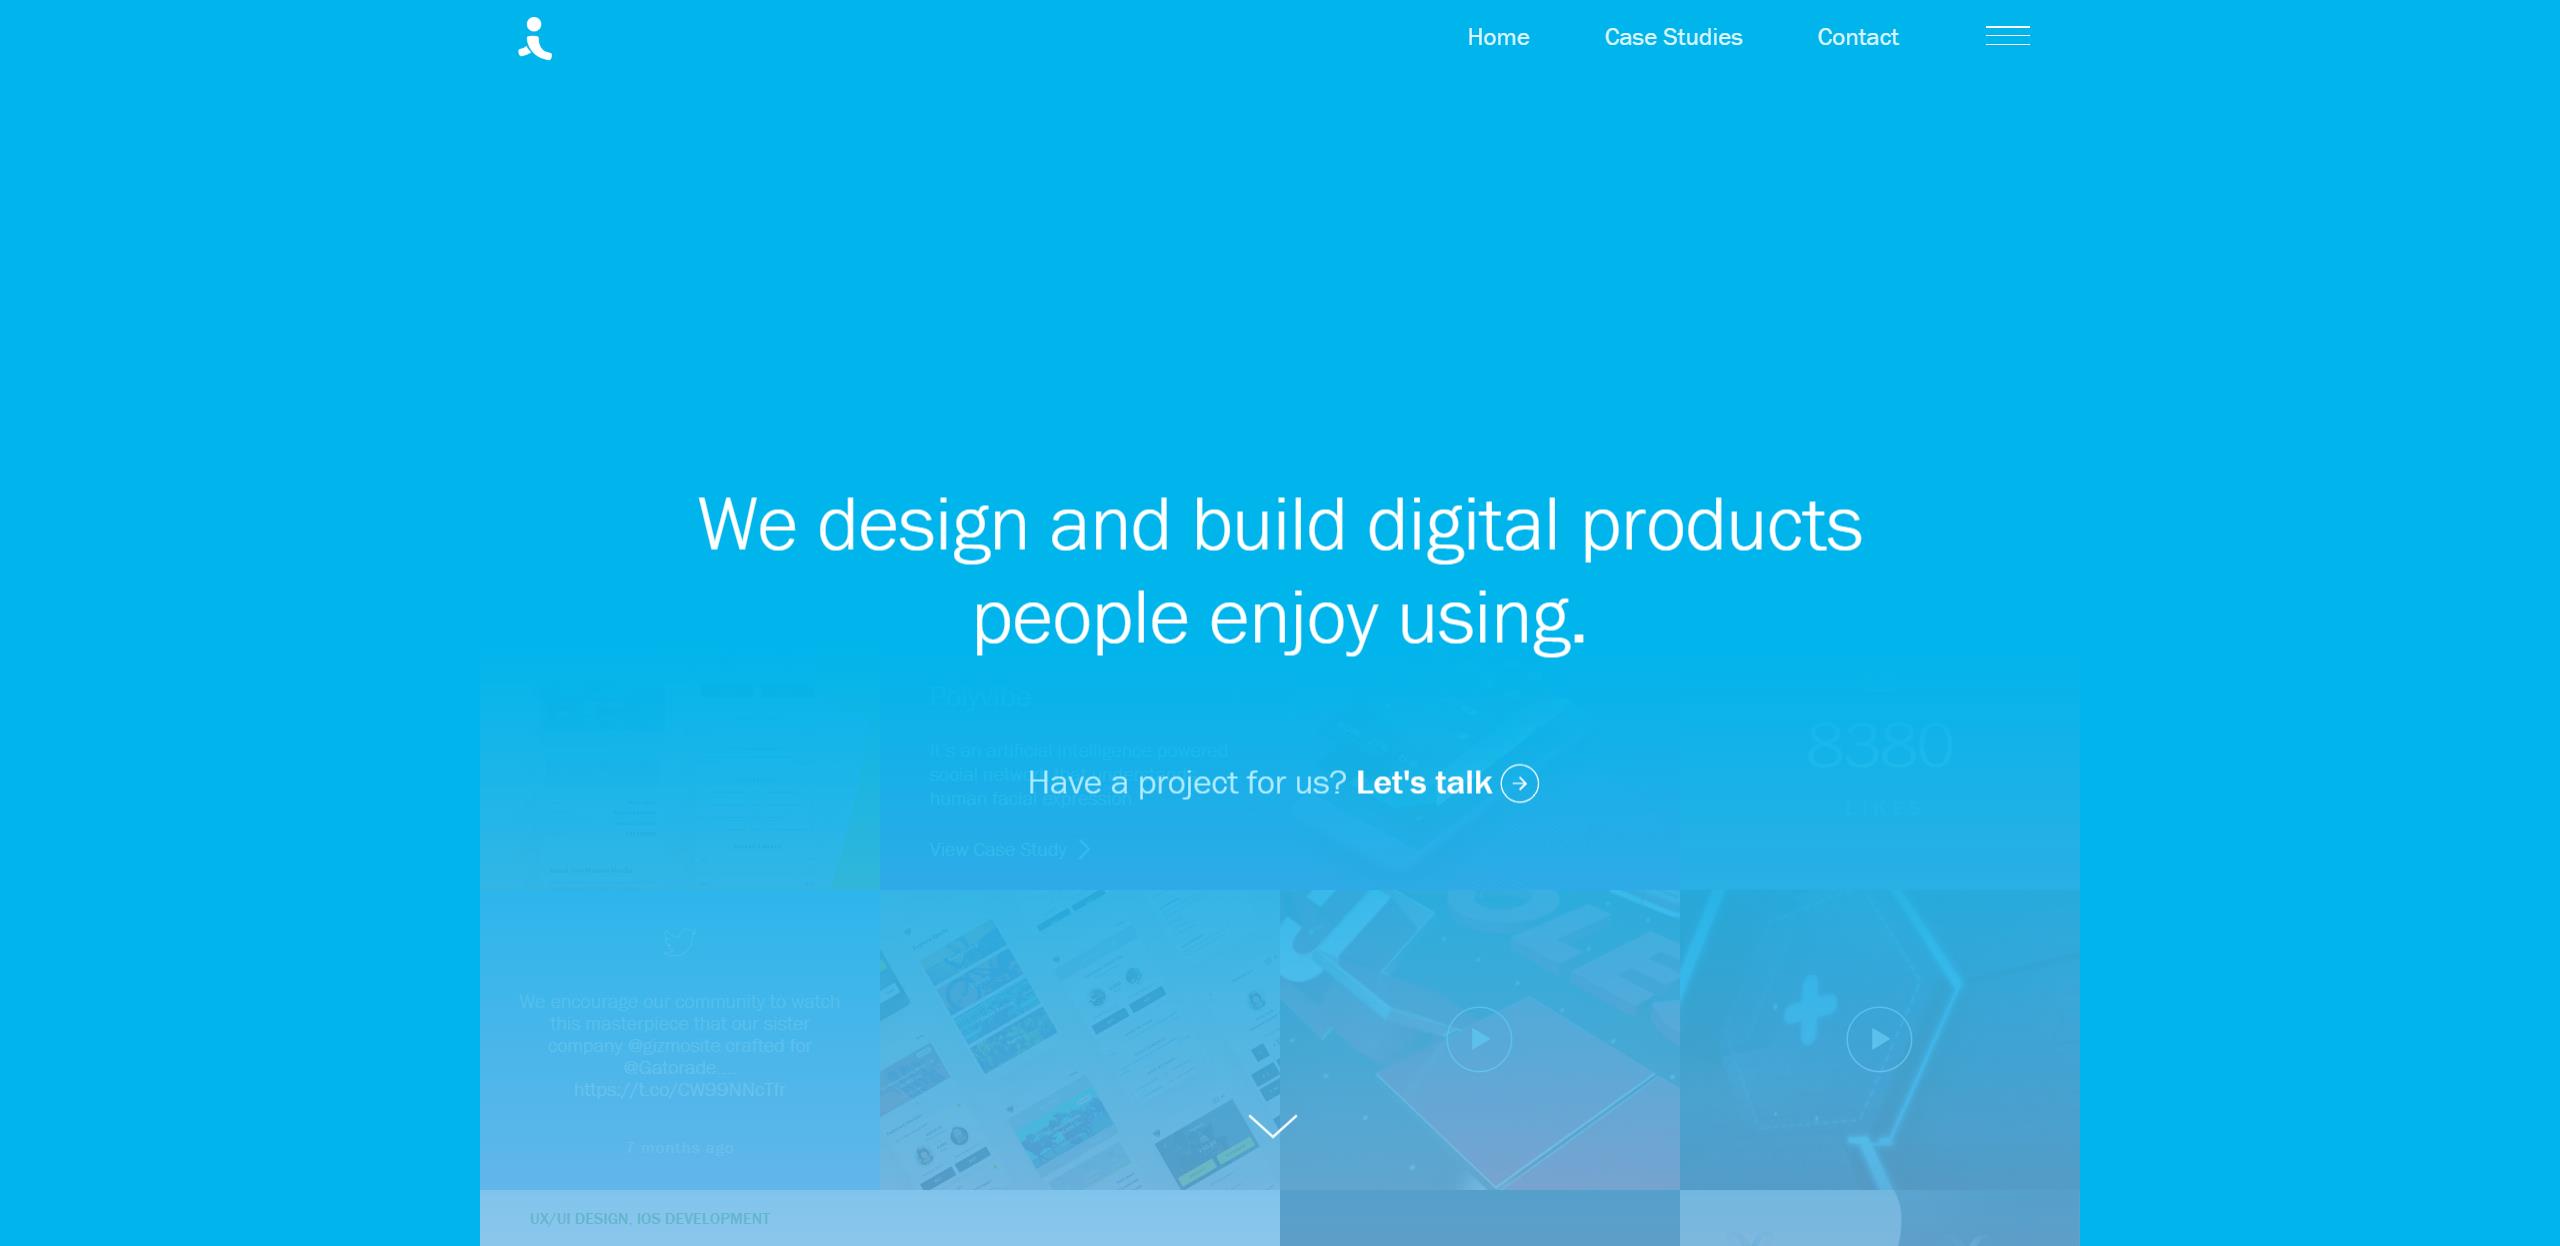 Home
Case Studies
Contact
We design and build digital products
people enjoy using.
Polyvibe
It's an artificial intelligence powered
social network
human facial expression
8380
LIKES
Have a project for us? Let's talk
View Case Study
We encourage our community to watch
this masterpiece that our sister
company @gizmosite crafted for
@Gatorade....
https://t.co/CW99NNcTfr
7 months ago
UX/UI DESIGN, IOS DEVELOPMENT